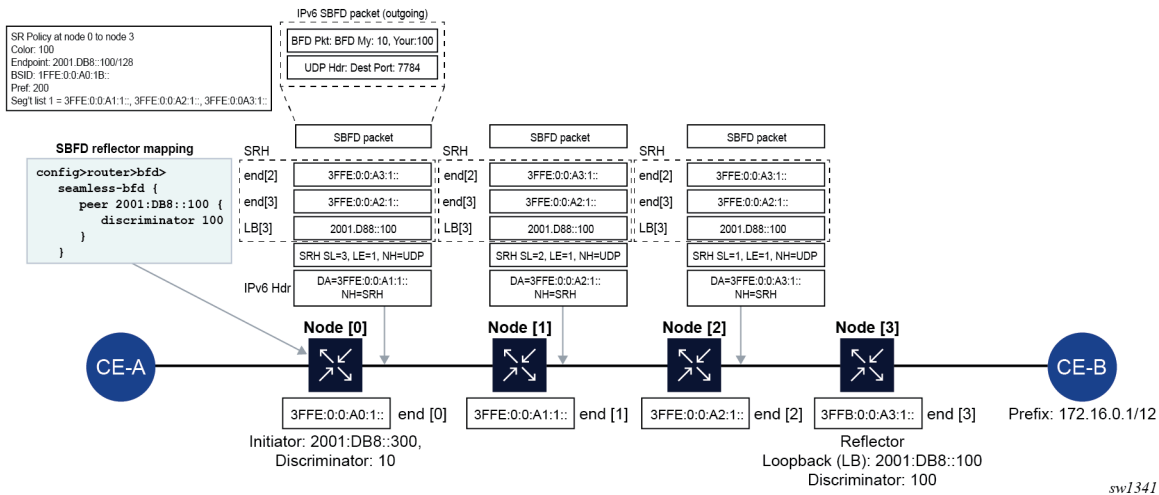 IPv6 SBFD packet (outgoing)
BFD Pkt: BFD My: 10, Your:100
UDP Hdr: Dest Port: 7784
SR Policy at node 0 to node 3
Color: 100
Endpoint: 2001.DB8::100/128
BSID: 1FFE:0:0:A0:1B::
Pref: 200
Seg't list 1 = 3FFE:0:0:A1:1::, 3FFE:0:0:A2:1::, 3FFE:0:0A3:1::
SBFD reflector mapping
config>router>bfd>
seamless-bfd {
peer 2001:DB8::100 {
discriminator 100
}
}
SBFD packet
SRH
end[2]
3FFE:0:0:A3:1::
end[3]
3FFE:0:0:A2:1::
LB[3]
2001.D88::100
SRH SL=3, LE=1, NH=UDP
IPv6 Hdr
DA=3FFE:0:0:A1:1::
NH=SRH
SBFD packet
SRH
end[2]
3FFE:0:0:A3:1::
end[3]
3FFE:0:0:A2:1::
LB[3]
2001.D88::100
SRH SL=2, LE=1, NH=UDP
DA=3FFE:0:0:A2:1::
NH=SRH
SBFD packet
SRH
end[2]
3FFE:0:0:A3:1::
end[3]
3FFE:0:0:A2:1::
LB[3]
2001.D88::100
SRH SL=1, LE=1, NH=UDP
DA=3FFE:0:0:A3:1::
NH=SRH
CE-A
Node [0]
Node [1]
Node [2]
Node [3]
CE-B
3FFE:0:0:A0:1::
end [0]
3FFE:0:0:A1:1::
end [1]
3FFE:0:0:A2:1::
end [2]
3FFB:0:0:A3:1::
end [3]
Prefix: 172.16.0.1/12
Initiator: 2001:DB8::300,
Discriminator: 10
Reflector
Loopback (LB): 2001:DB8::100
Discriminator: 100
sw1341